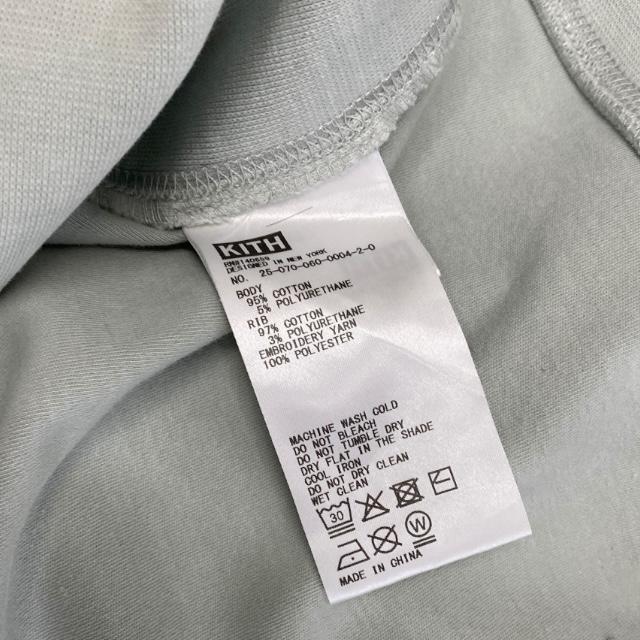 KITH
RN#140659
DESIGNED IN NEW YORK
NO. 25-070-060-0004-2-0
BODY
95% COTTON
5% POLYURETHANE
RIB
97% COTTON
3% POLYURETHANE
EMBROIDERY YARN
100% POLYESTER
MACHINE WASH COLD
DO NOT BLEACH
DO NOT TUMBLE DRY
DRY FLAT IN THE SHADE
COOL IRON
DO NOT DRY CLEAN
WET CLEAN
30
W
MADE IN CHINA